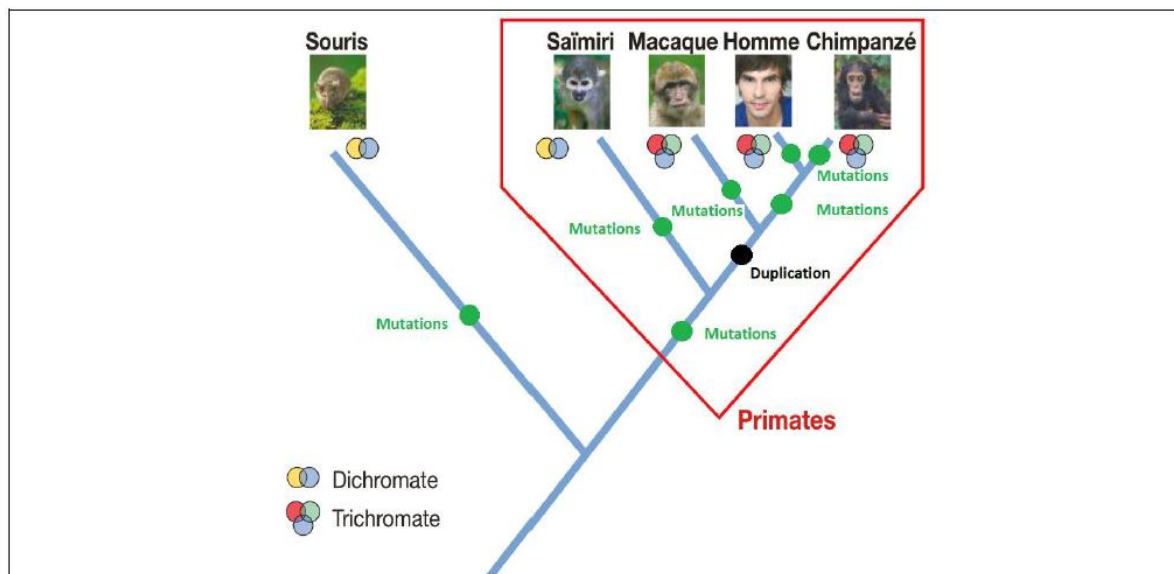 Souris
Saïmiri
Macaque
Homme
Chimpanzé
Mutations
Mutations
Mutations
Mutations
Mutations
Duplication
Mutations
Primates
Dichromate
Trichromate